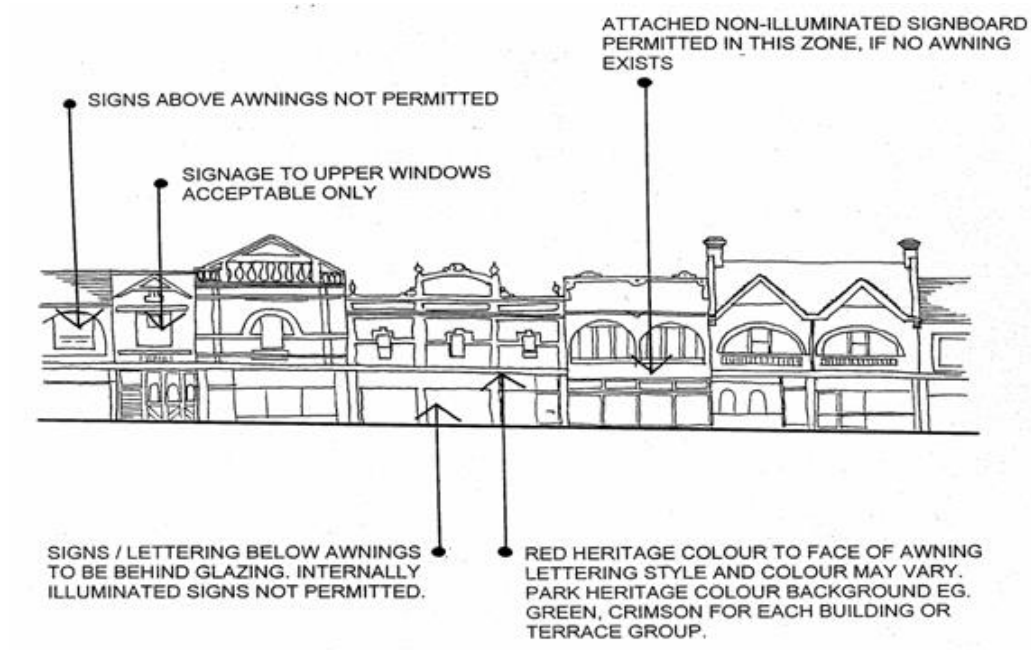 ATTACHED NON-ILLUMINATED SIGNBOARD
PERMITTED IN THIS ZONE, IF NO AWNING
EXISTS
SIGNS ABOVE AWNINGS NOT PERMITTED
SIGNAGE TO UPPER WINDOWS
ACCEPTABLE ONLY
SIGNS / LETTERING BELOW AWNINGS
TO BE BEHIND GLAZING. INTERNALLY
ILLUMINATED SIGNS NOT PERMITTED.
RED HERITAGE COLOUR TO FACE OF AWNING
LETTERING STYLE AND COLOUR MAY VARY.
PARK HERITAGE COLOUR BACKGROUND EG.
GREEN, CRIMSON FOR EACH BUILDING OR
TERRACE GROUP.